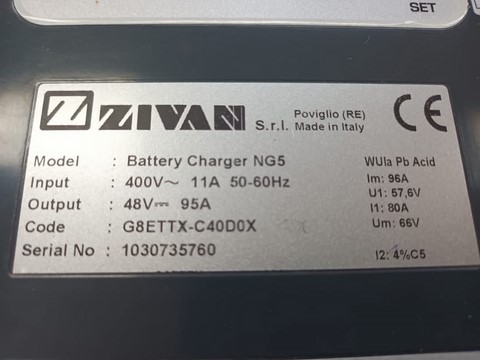 SET
ZIVAN S.r.l. Poviglio (RE) Made in Italy CE
Model : Battery Charger NG5
Input : 400V~ 11A 50-60Hz
Output : 48V⎓ 95A
Code : G8ETTX-C40D0X
Serial No : 1030735760
WUIa Pb Acid
Im: 96A
U1: 57,6V
I1: 80A
Um: 66V
I2: 4%C5